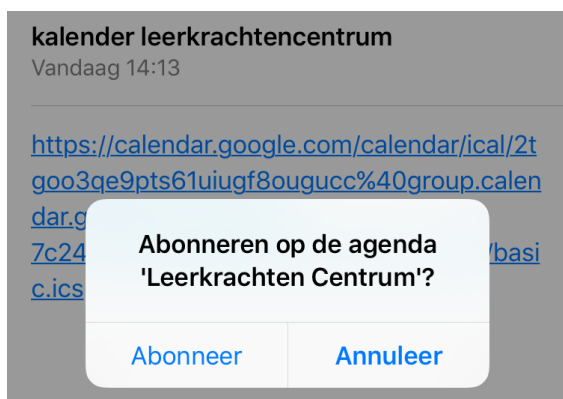 kalender leerkrachtencentrum
Vandaag 14:13
https://calendar.google.com/calendar/ical/2t
goo3qe9pts61uiugf8ougucc%40group.calen
dar.g
7c24 /basi
c.ics
Abonneren op de agenda
'Leerkrachten Centrum'?
Abonneer Annuleer